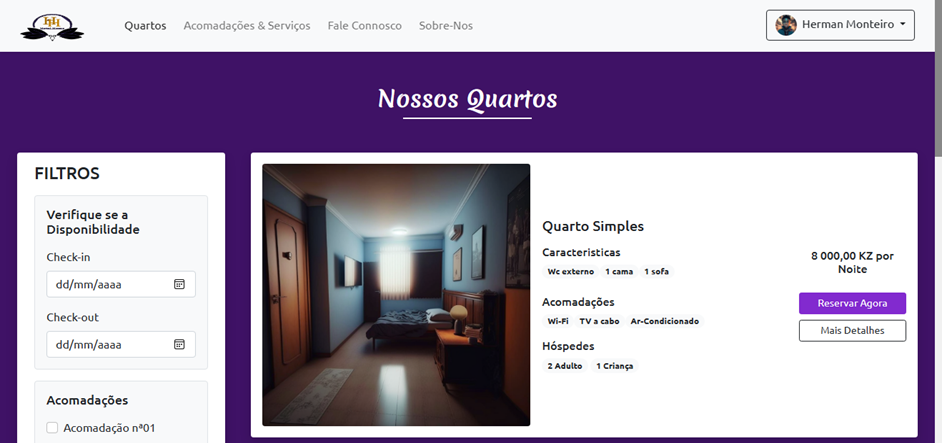 HH
Quartos
Acomadações & Serviços
Fale Connosco
Sobre-Nos
Herman Monteiro
Nossos Quartos
FILTROS
Verifique se a
Disponibilidade
Check-in
dd/mm/aaaa
Check-out
dd/mm/aaaa
Acomadações
Acomadação nª01
Quarto Simples
Caracteristicas
Wc externo 1 cama 1 sofa
Acomadações
Wi-Fi TV a cabo Ar-Condicionado
Hóspedes
2 Adulto 1 Criança
8 000,00 KZ por
Noite
Reservar Agora
Mais Detalhes